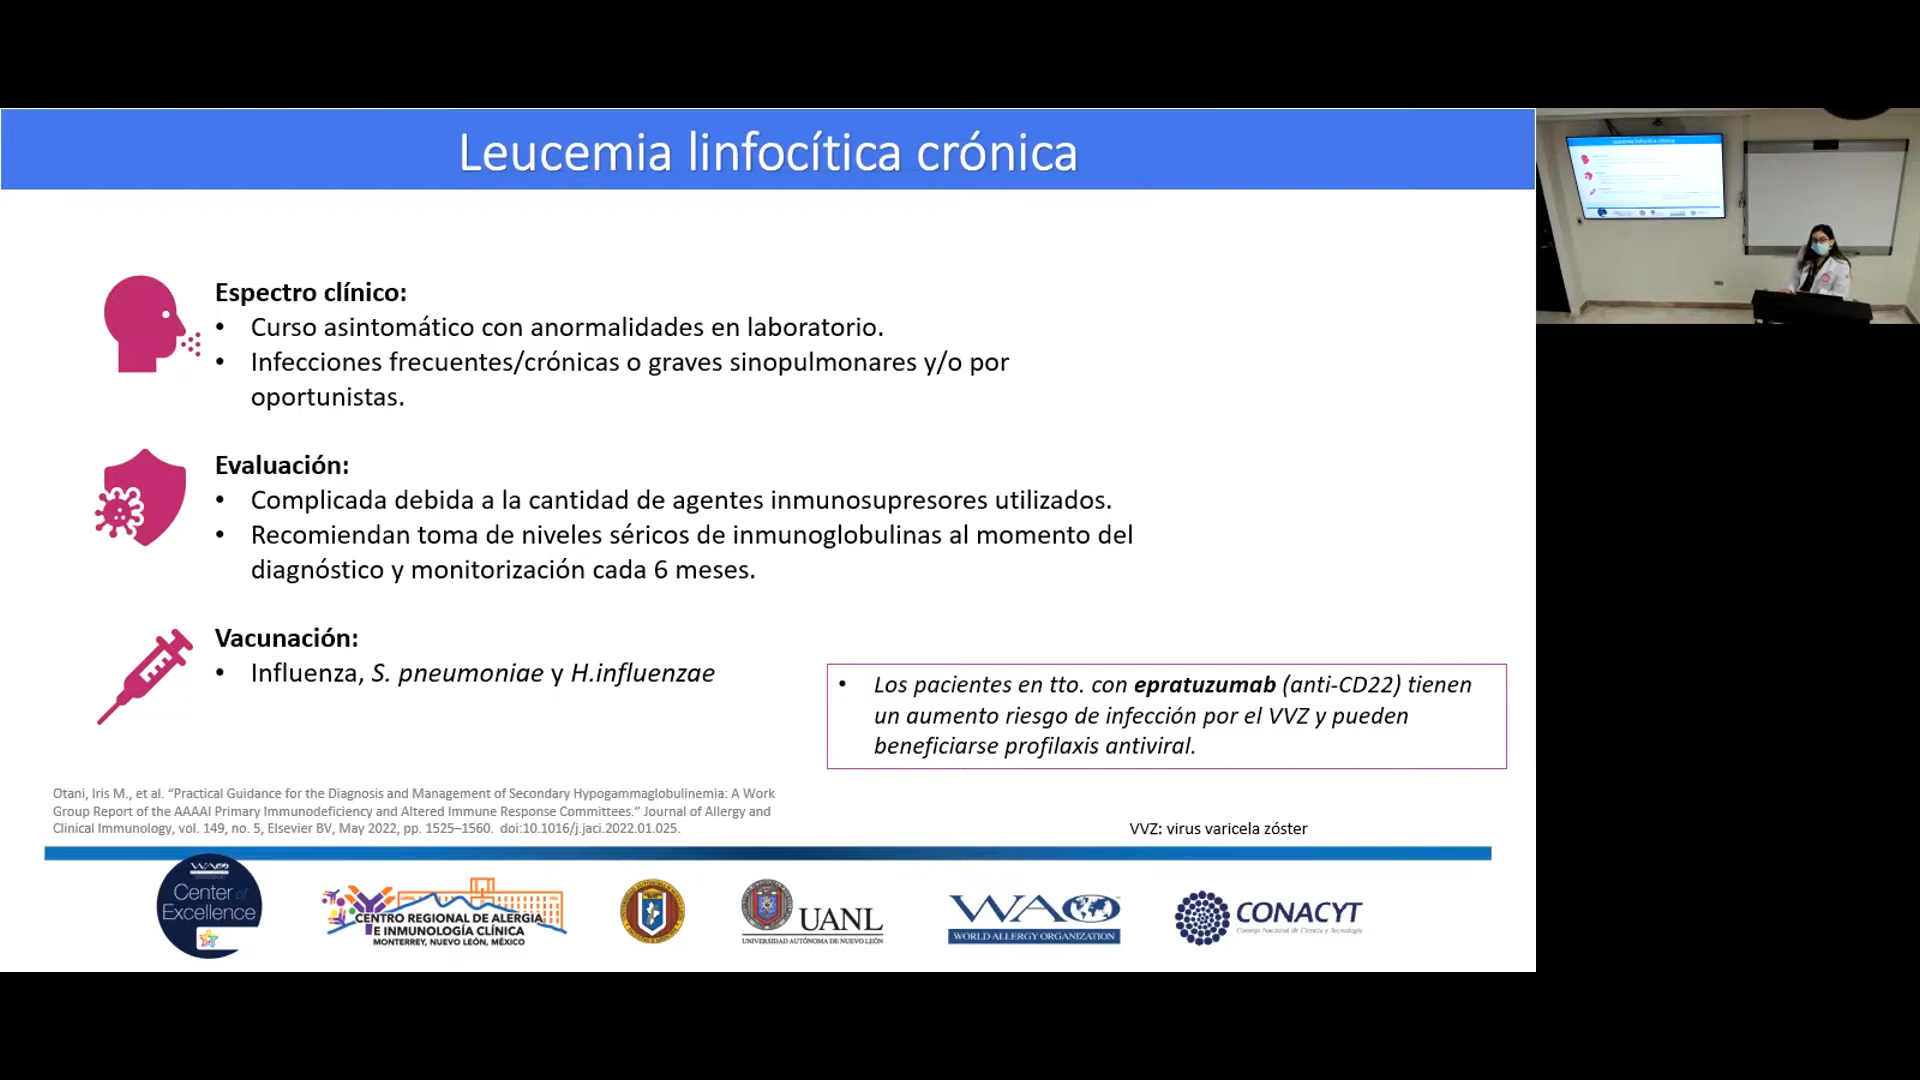 Leucemia linfocítica crónica
Espectro clínico:
• Curso asintomático con anormalidades en laboratorio.
• Infecciones frecuentes/crónicas o graves sinopulmonares y/o por
oportunistas.
Evaluación:
• Complicada debida a la cantidad de agentes inmunosupresores utilizados.
• Recomiendan toma de niveles séricos de inmunoglobulinas al momento del
diagnóstico y monitorización cada 6 meses.
Vacunación:
• Influenza, S. pneumoniae y H.influenzae
• Los pacientes en tto. con epratuzumab (anti-CD22) tienen
un aumento riesgo de infección por el VVZ y pueden
beneficiarse profilaxis antiviral.
Otani, Iris M., et al. “Practical Guidance for the Diagnosis and Management of Secondary Hypogammaglobulinemia: A Work
Group Report of the AAAAI Primary Immunodeficiency and Altered Immune Response Committees.” Journal of Allergy and
Clinical Immunology, vol. 149, no. 5, Elsevier BV, May 2022, pp. 1525–1560. doi:10.1016/j.jaci.2022.01.025.
VVZ: virus varicela zóster
WAO
Center of
Excellence
CENTRO REGIONAL DE ALERGIA
E INMUNOLOGÍA CLÍNICA
MONTERREY, NUEVO LEÓN, MÉXICO
UANL
UNIVERSIDAD AUTÓNOMA DE NUEVO LEÓN
WAO
WORLD ALLERGY ORGANIZATION
CONACYT
Consejo Nacional de Ciencia y Tecnología
Leucemia linfocítica crónica